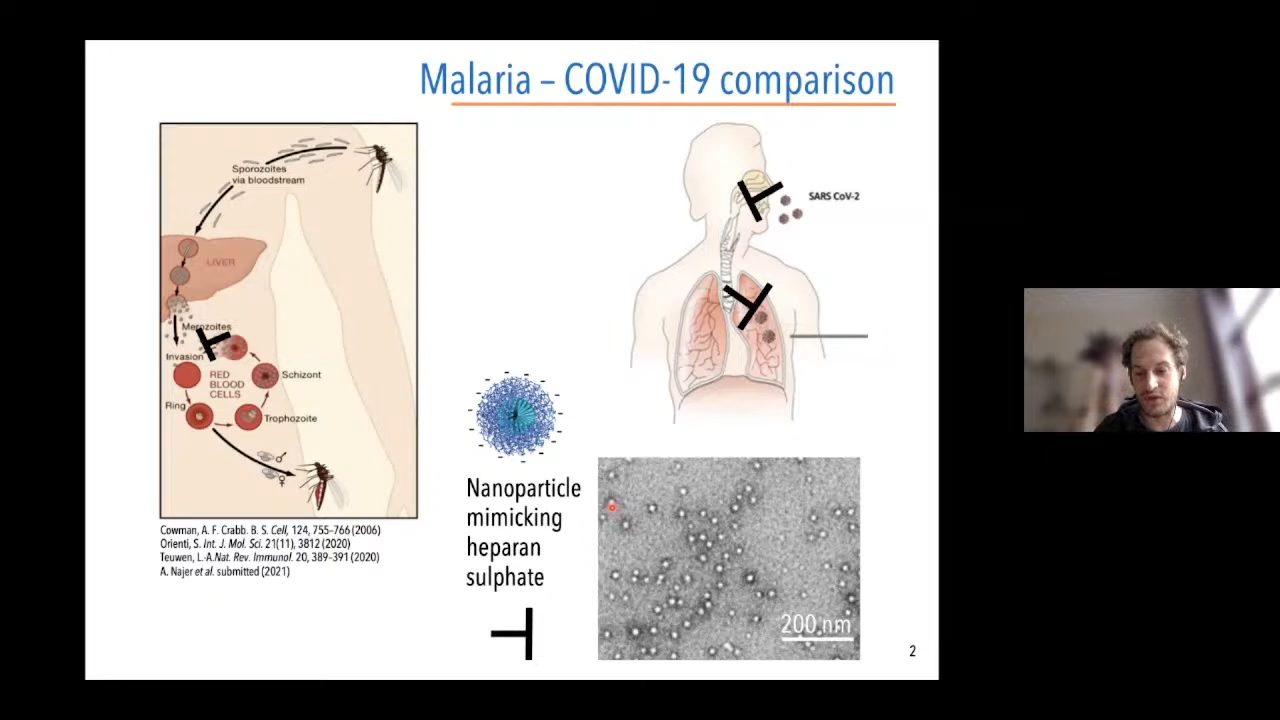 Malaria – COVID-19 comparison
Sporozoites
via bloodstream
LIVER
Merozoites
Invasion
RED
BLOOD
CELLS
Schizont
Ring
Trophozoite
♂
♀
Cowman, A. F. Crabb. B. S. Cell, 124, 755–766 (2006)
Orienti, S. Int. J. Mol. Sci. 21(11), 3812 (2020)
Teuwen, L.-A.Nat. Rev. Immunol. 20, 389–391 (2020)
A. Najer et al. submitted (2021)
SARS CoV-2
Nanoparticle
mimicking
heparan
sulphate
200 nm
2